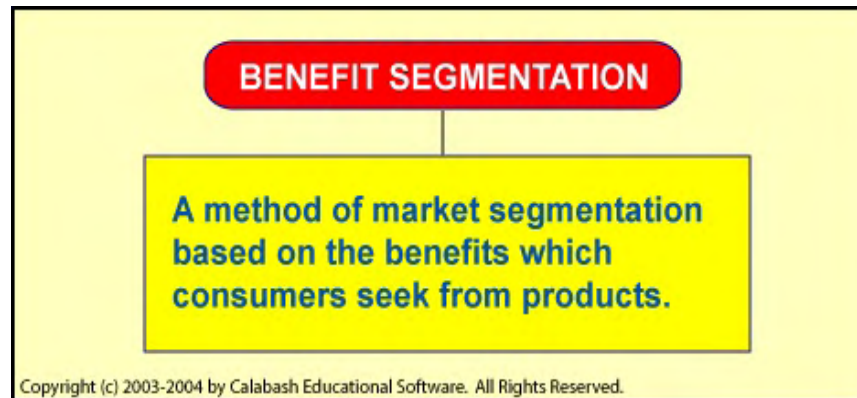 BENEFIT SEGMENTATION
A method of market segmentation
based on the benefits which
consumers seek from products.
Copyright (c) 2003-2004 by Calabash Educational Software.  All Rights Reserved.